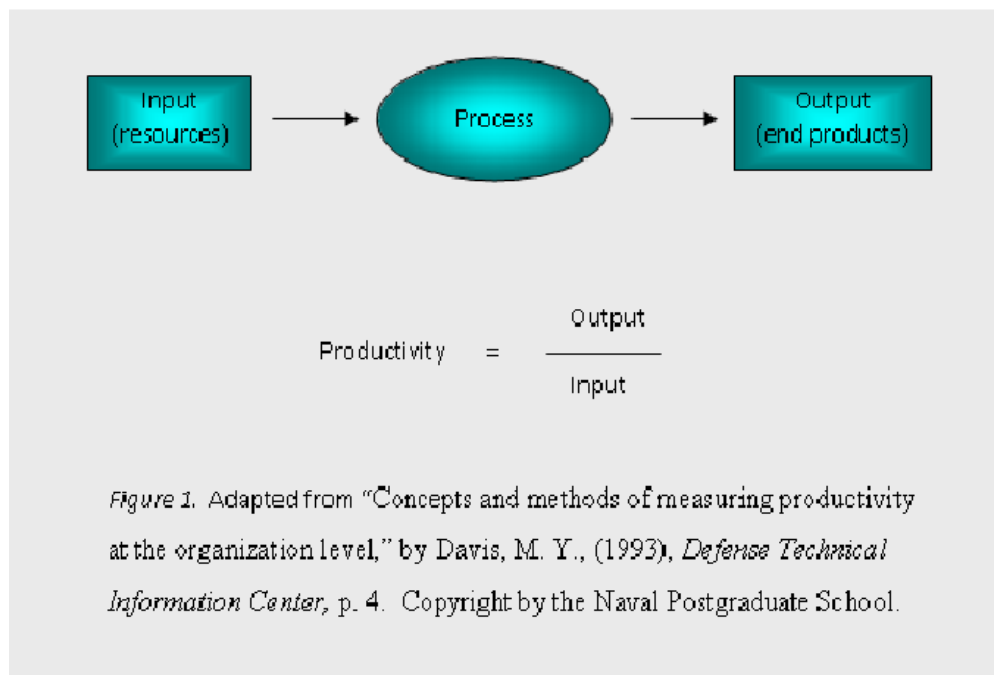 Input
(resources)
Process
Output
(end products)
Output
Productivity =
Input
Figure 1. Adapted from “Concepts and methods of measuring productivity
at the organization level,” by Davis, M. Y., (1993), Defense Technical
Information Center, p. 4. Copyright by the Naval Postgraduate School.